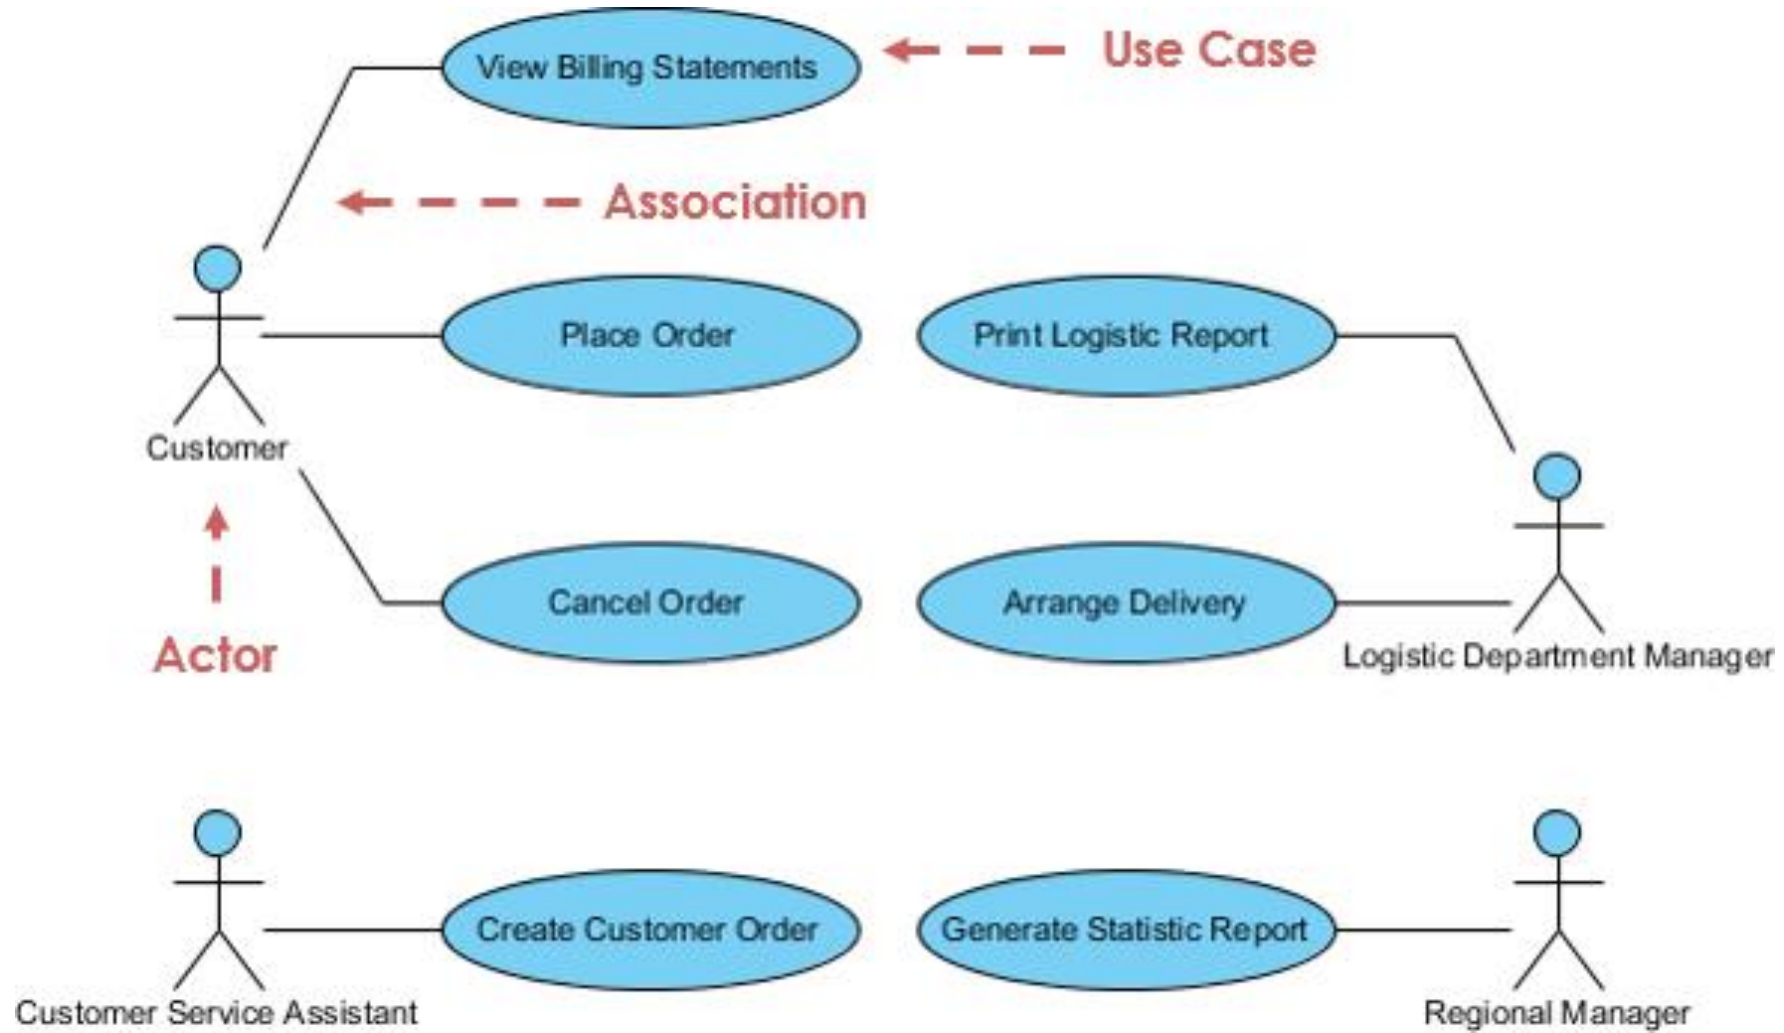 View Billing Statements
Use Case
Association
Place Order
Print Logistic Report
Customer
Cancel Order
Arrange Delivery
Actor
Logistic Department Manager
Create Customer Order
Generate Statistic Report
Customer Service Assistant
Regional Manager